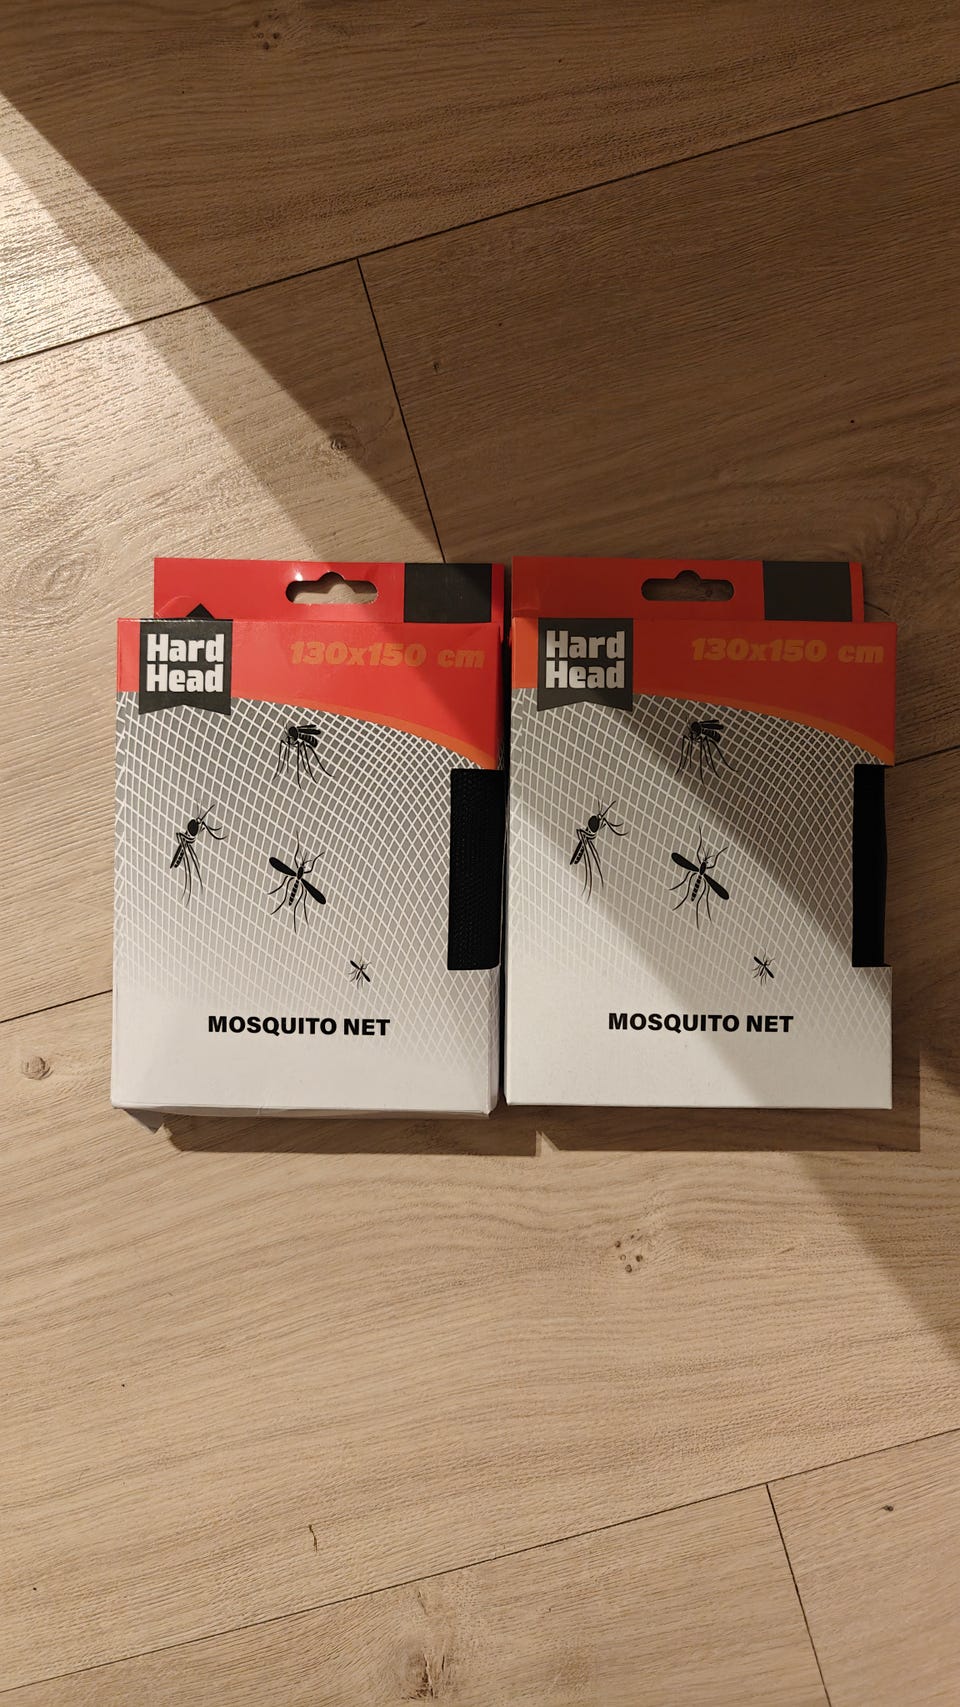 Hard
Head
130x150 cm
MOSQUITO NET
Hard
Head
130x150 cm
MOSQUITO NET